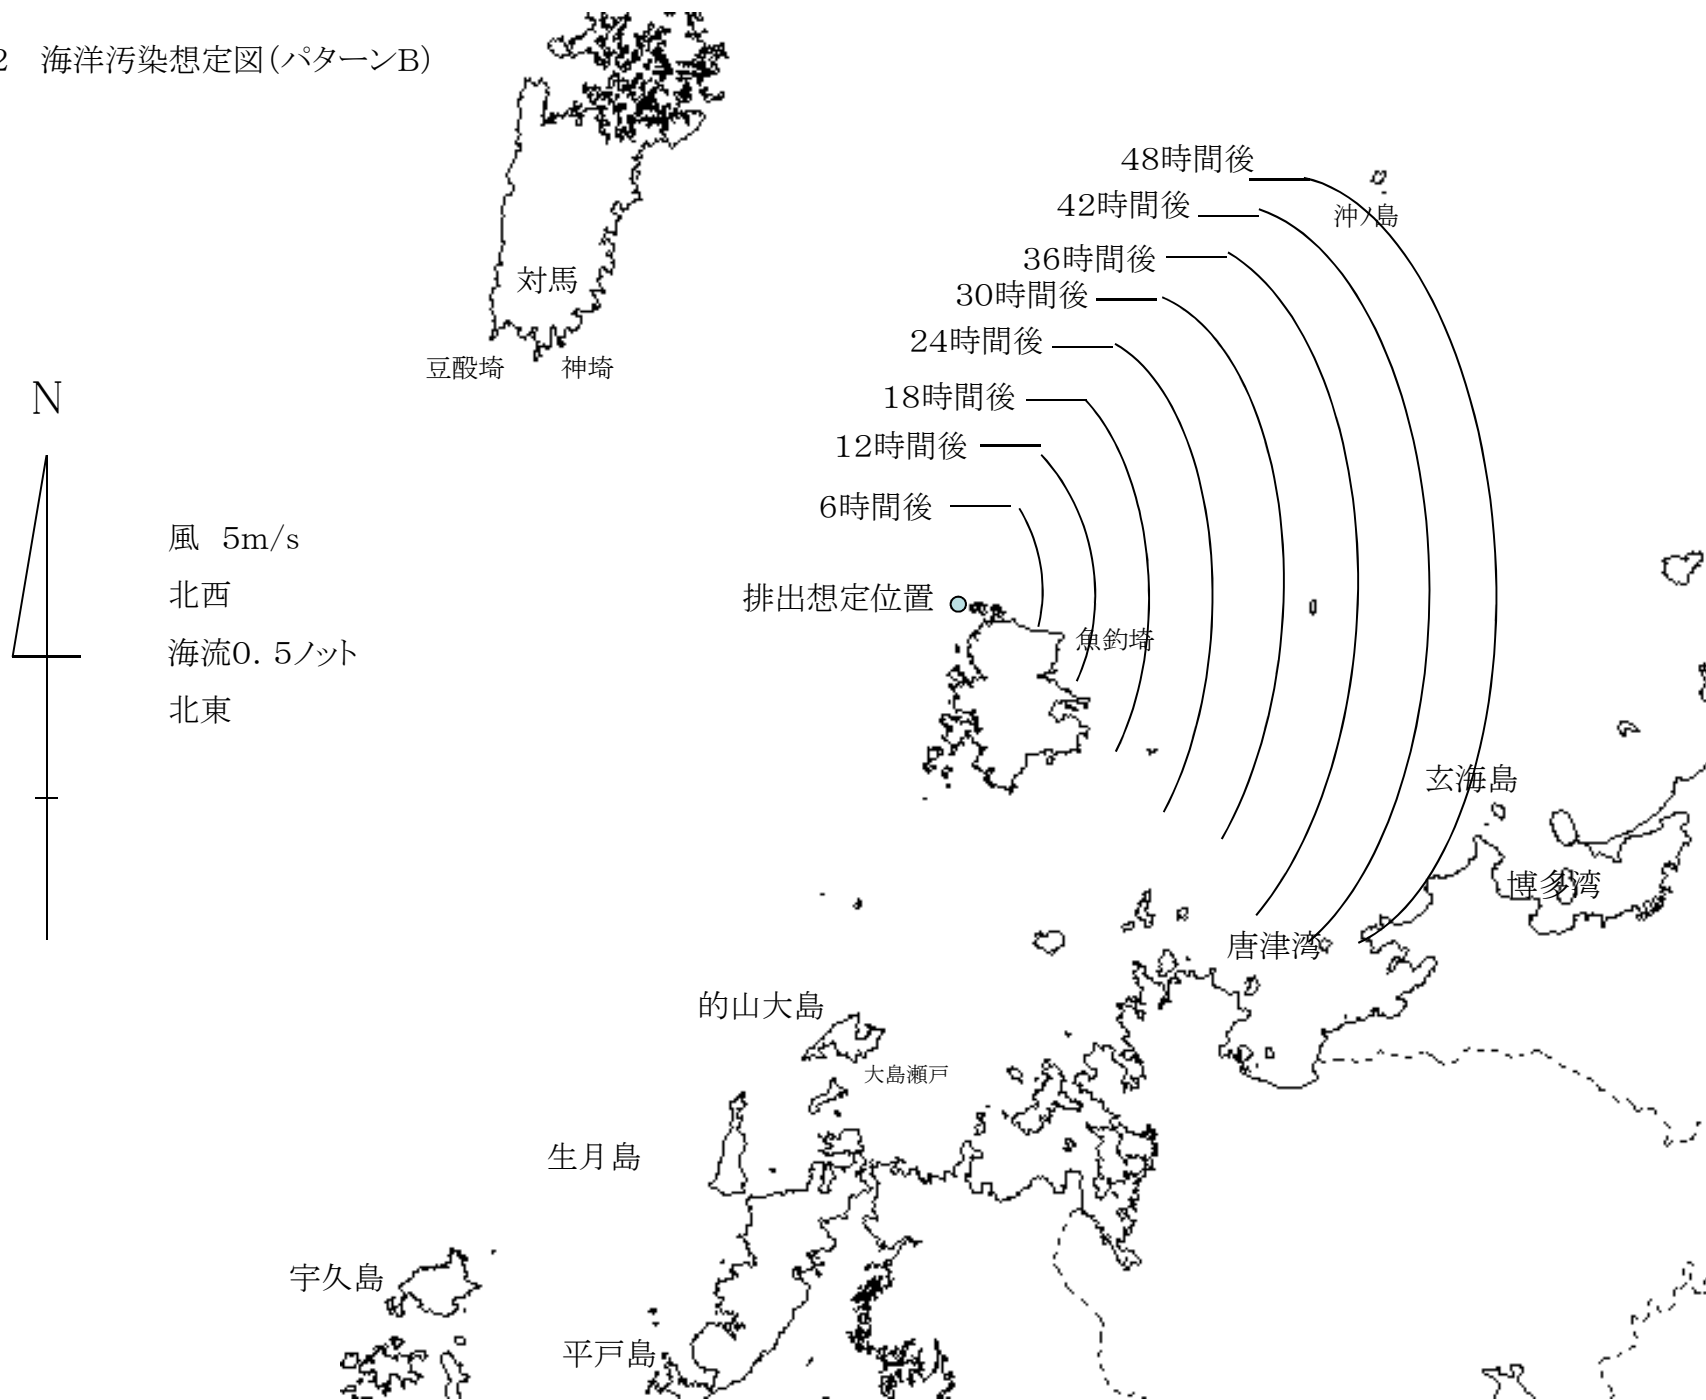 2 海洋汚染想定図(パターンB)
48時間後
沖ノ島
42時間後
36時間後
対馬
30時間後
24時間後
豆酘埼 神埼
18時間後
N
12時間後
6時間後
風 5m/s
排出想定位置
北西
魚釣埼
海流0.5ノット
北東
玄海島
博多湾
唐津湾
的山大島
大島瀬戸
生月島
宇久島
平戸島